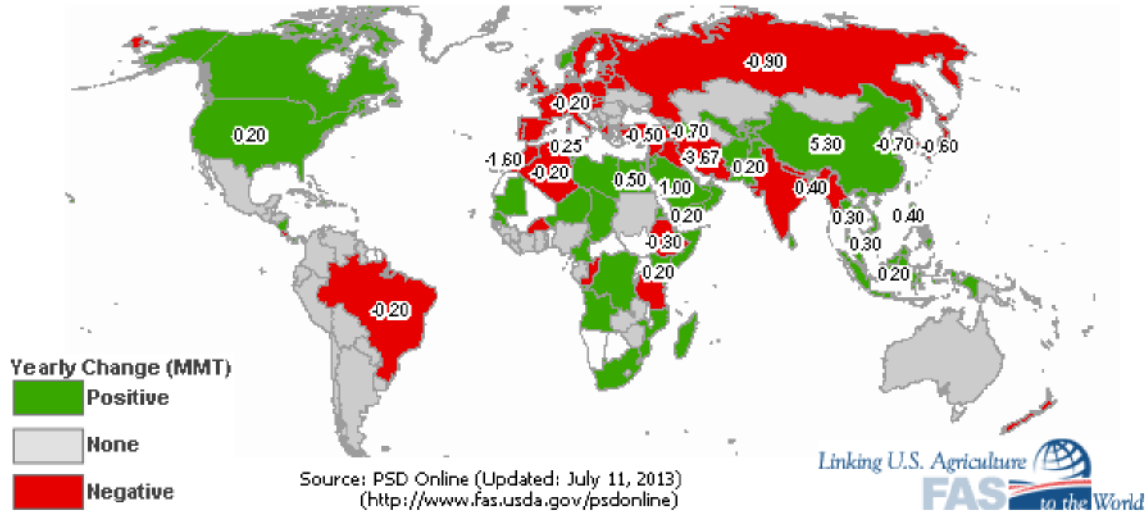 -0.90
-0.20
0.20
-0.50
-0.70
5.30
-0.70
-0.60
0.25
-1.60
-0.20
-3.67
0.20
0.50
1.00
0.40
0.20
0.30
0.40
-0.30
0.30
0.20
0.20
-0.20
Yearly Change (MMT)
Positive
None
Negative
Source: PSD Online (Updated: July 11, 2013)
(http://www.fas.usda.gov/psdonline)
Linking U.S. Agriculture
FAS
to the World